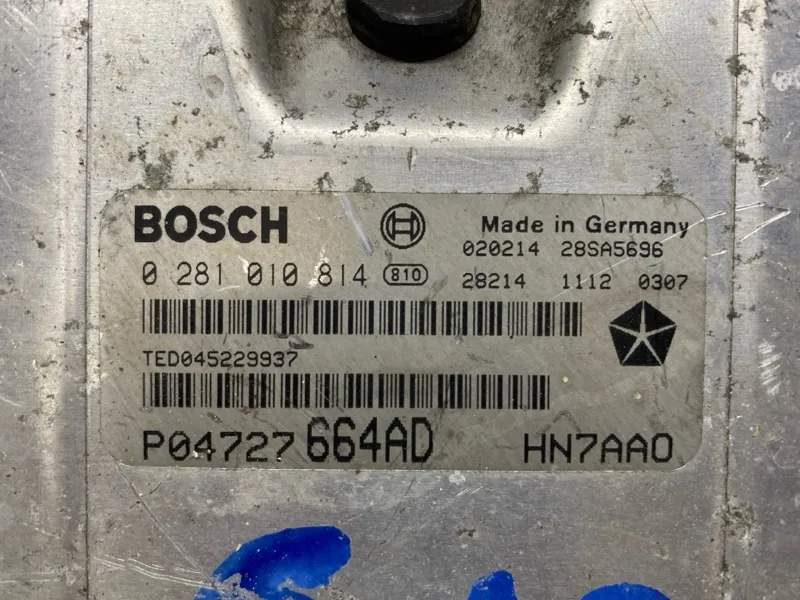 BOSCH Made in Germany
020214 28SA5696
0 281 010 814 810 28214 1112 0307
TED045229937
P04727 664AD HN7AA0